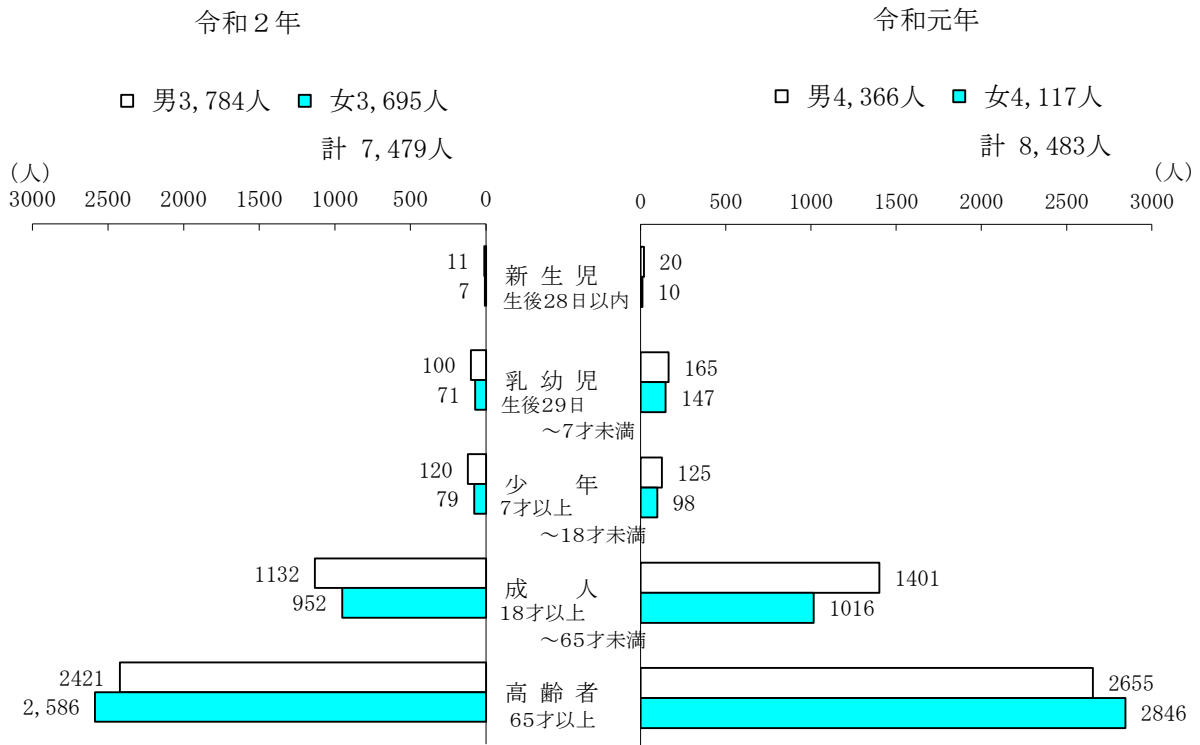 令和２年
令和元年
男3,784人 女3,695人
計 7,479人
男4,366人 女4,117人
計 8,483人
(人)
3000 2500 2000 1500 1000 500 0
(人)
0 500 1000 1500 2000 2500 3000
11
7
新 生 児
生後28日以内
20
10
100
71
乳 幼 児
生後29日
～7才未満
165
147
120
79
少 年
7才以上
～18才未満
125
98
1132
952
成 人
18才以上
～65才未満
1401
1016
2421
2,586
高 齢 者
65才以上
2655
2846